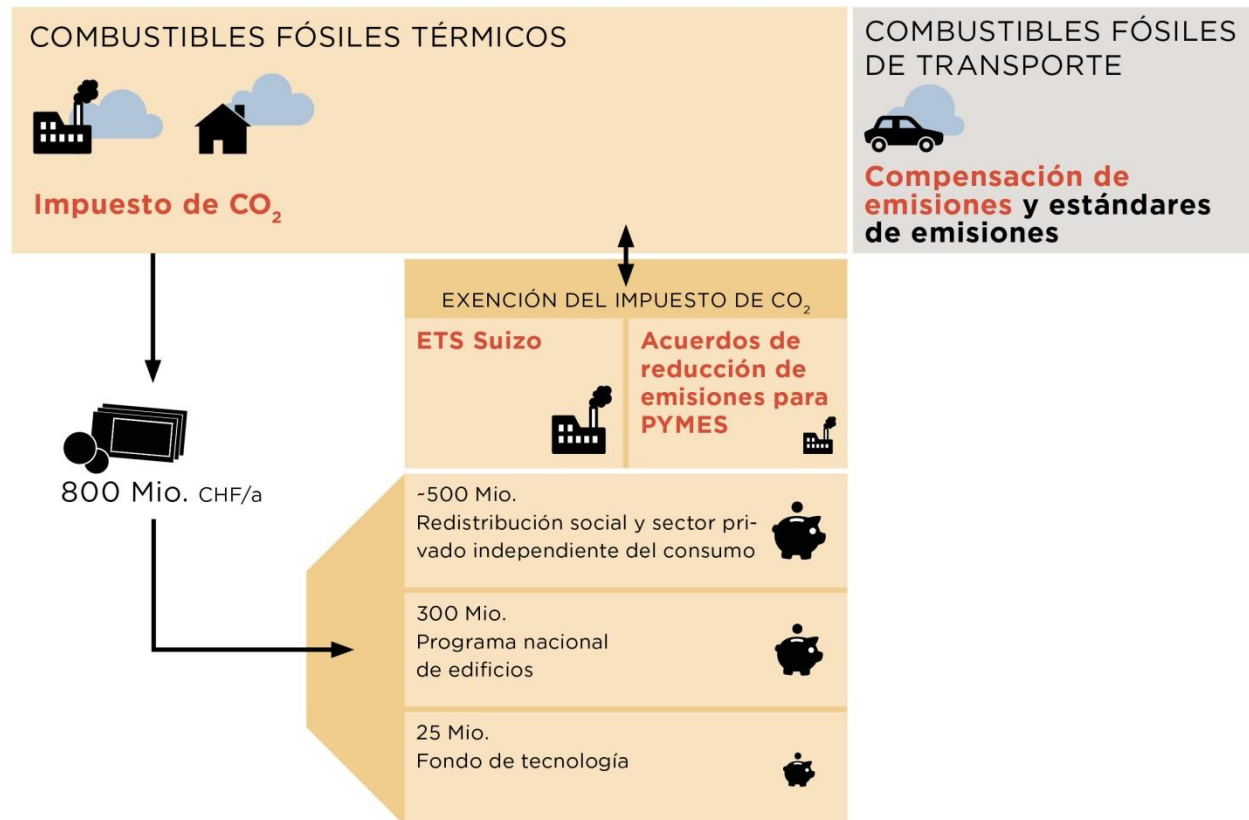 COMBUSTIBLES FÓSILES TÉRMICOS
Impuesto de CO₂
COMBUSTIBLES FÓSILES
DE TRANSPORTE
Compensación de
emisiones y estándares
de emisiones
EXENCIÓN DEL IMPUESTO DE CO₂
ETS Suizo
Acuerdos de
reducción de
emisiones para
PYMES
800 Mio. CHF/a
~500 Mio.
Redistribución social y sector pri-
vado independiente del consumo
300 Mio.
Programa nacional
de edificios
25 Mio.
Fondo de tecnología